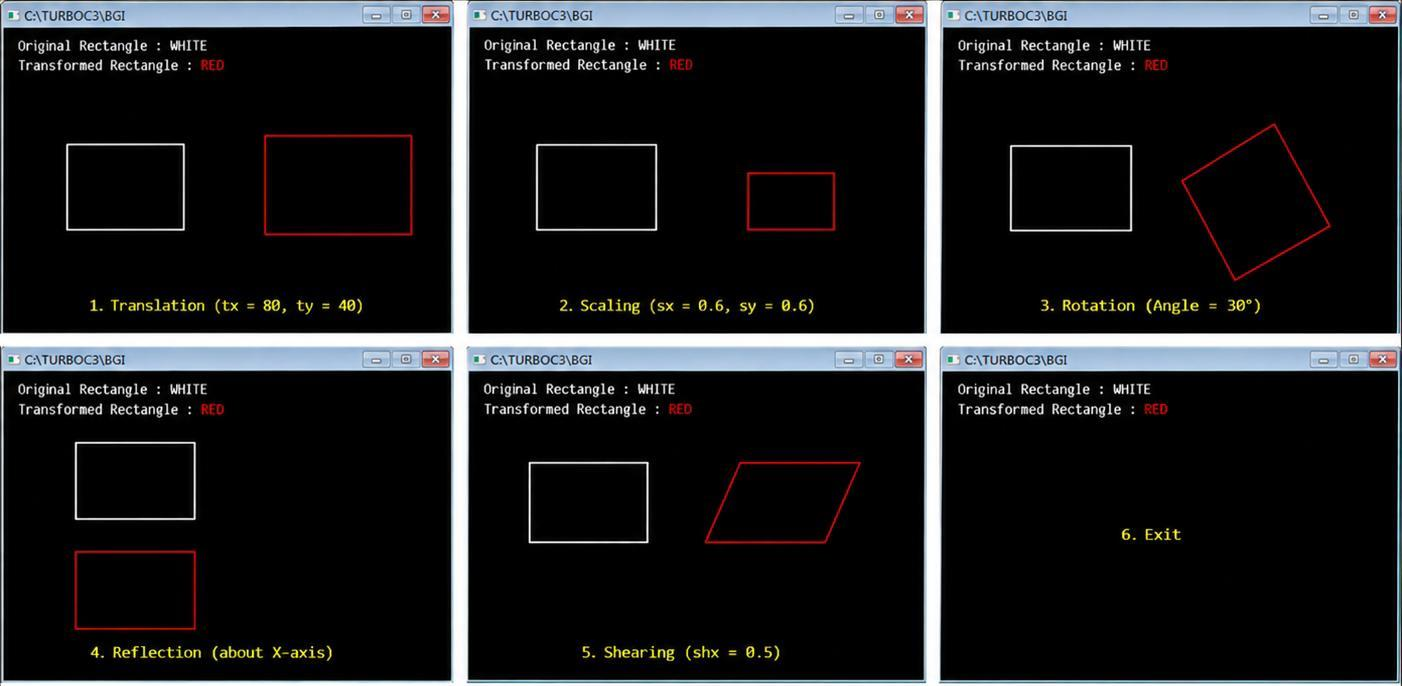 C:\TURBOC3\BGI
Original Rectangle : WHITE
Transformed Rectangle : RED
1. Translation (tx = 80, ty = 40)
C:\TURBOC3\BGI
Original Rectangle : WHITE
Transformed Rectangle : RED
2. Scaling (sx = 0.6, sy = 0.6)
C:\TURBOC3\BGI
Original Rectangle : WHITE
Transformed Rectangle : RED
3. Rotation (Angle = 30°)
C:\TURBOC3\BGI
Original Rectangle : WHITE
Transformed Rectangle : RED
4. Reflection (about X-axis)
C:\TURBOC3\BGI
Original Rectangle : WHITE
Transformed Rectangle : RED
5. Shearing (shx = 0.5)
C:\TURBOC3\BGI
Original Rectangle : WHITE
Transformed Rectangle : RED
6. Exit